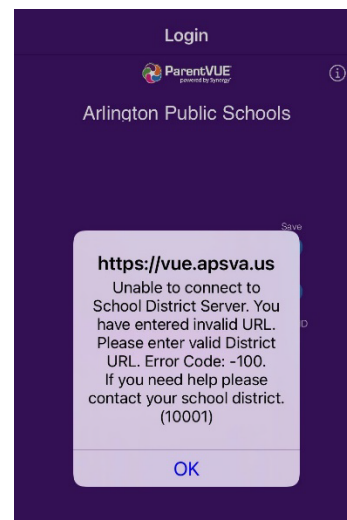 Login
ParentVUE
powered by Synergy
Arlington Public Schools
Save
https://vue.apsva.us
Unable to connect to
School District Server. You
have entered invalid URL.
Please enter valid District
URL. Error Code: -100.
If you need help please
contact your school district.
(10001)
OK